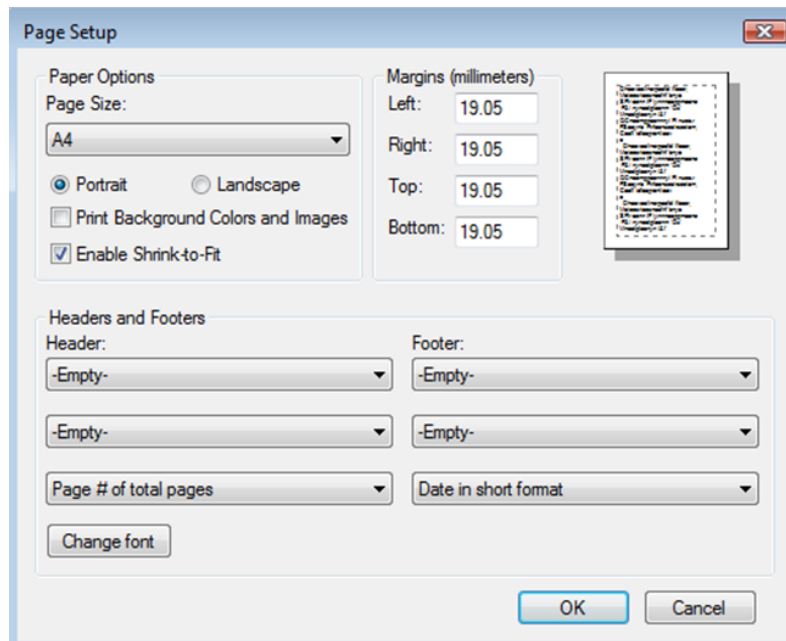 Page Setup
Paper Options
Page Size:
A4
Portrait Landscape
Print Background Colors and Images
Enable Shrink-to-Fit
Margins (millimeters)
Left: 19.05
Right: 19.05
Top: 19.05
Bottom: 19.05
Headers and Footers
Header: Footer:
-Empty- -Empty-
-Empty- -Empty-
Page # of total pages Date in short format
Change font
OK Cancel